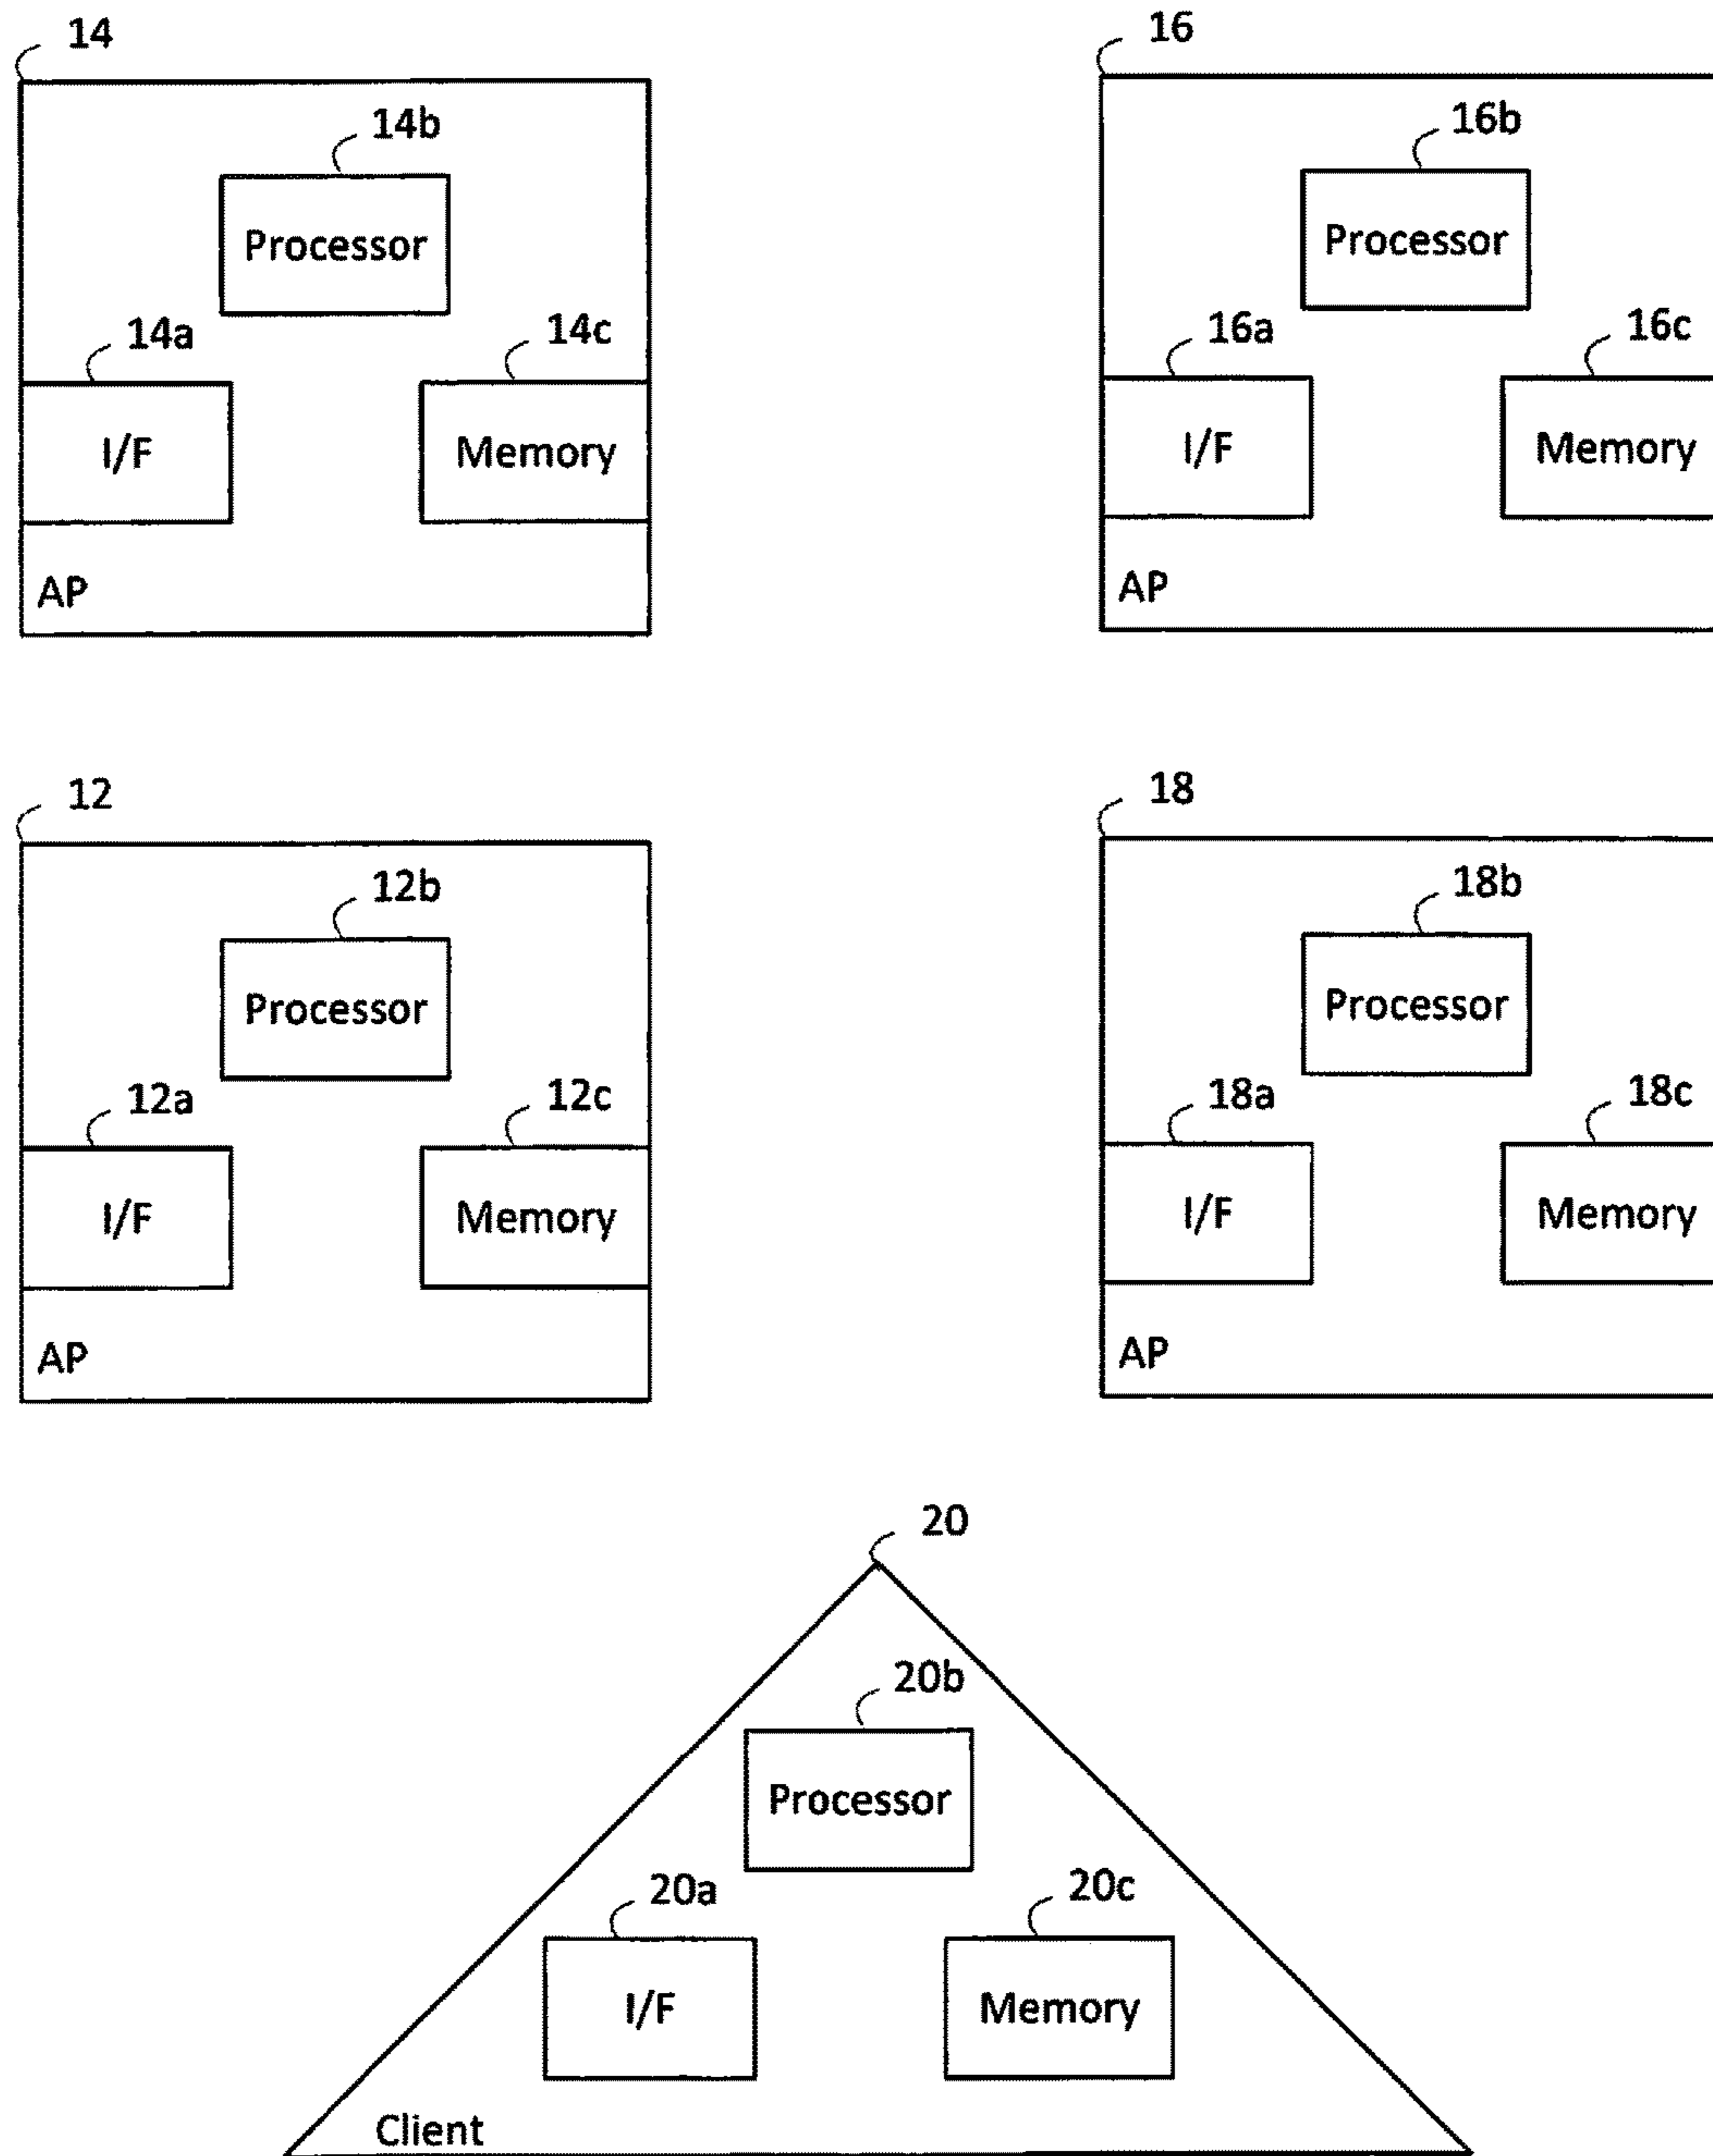 14
14b
Processor
14a
14c
I/F
Memory
AP
16
16b
Processor
16a
16c
I/F
Memory
AP
12
12b
Processor
12a
12c
I/F
Memory
AP
18
18b
Processor
18a
18c
I/F
Memory
AP
20
20b
Processor
20a
20c
I/F
Memory
Client